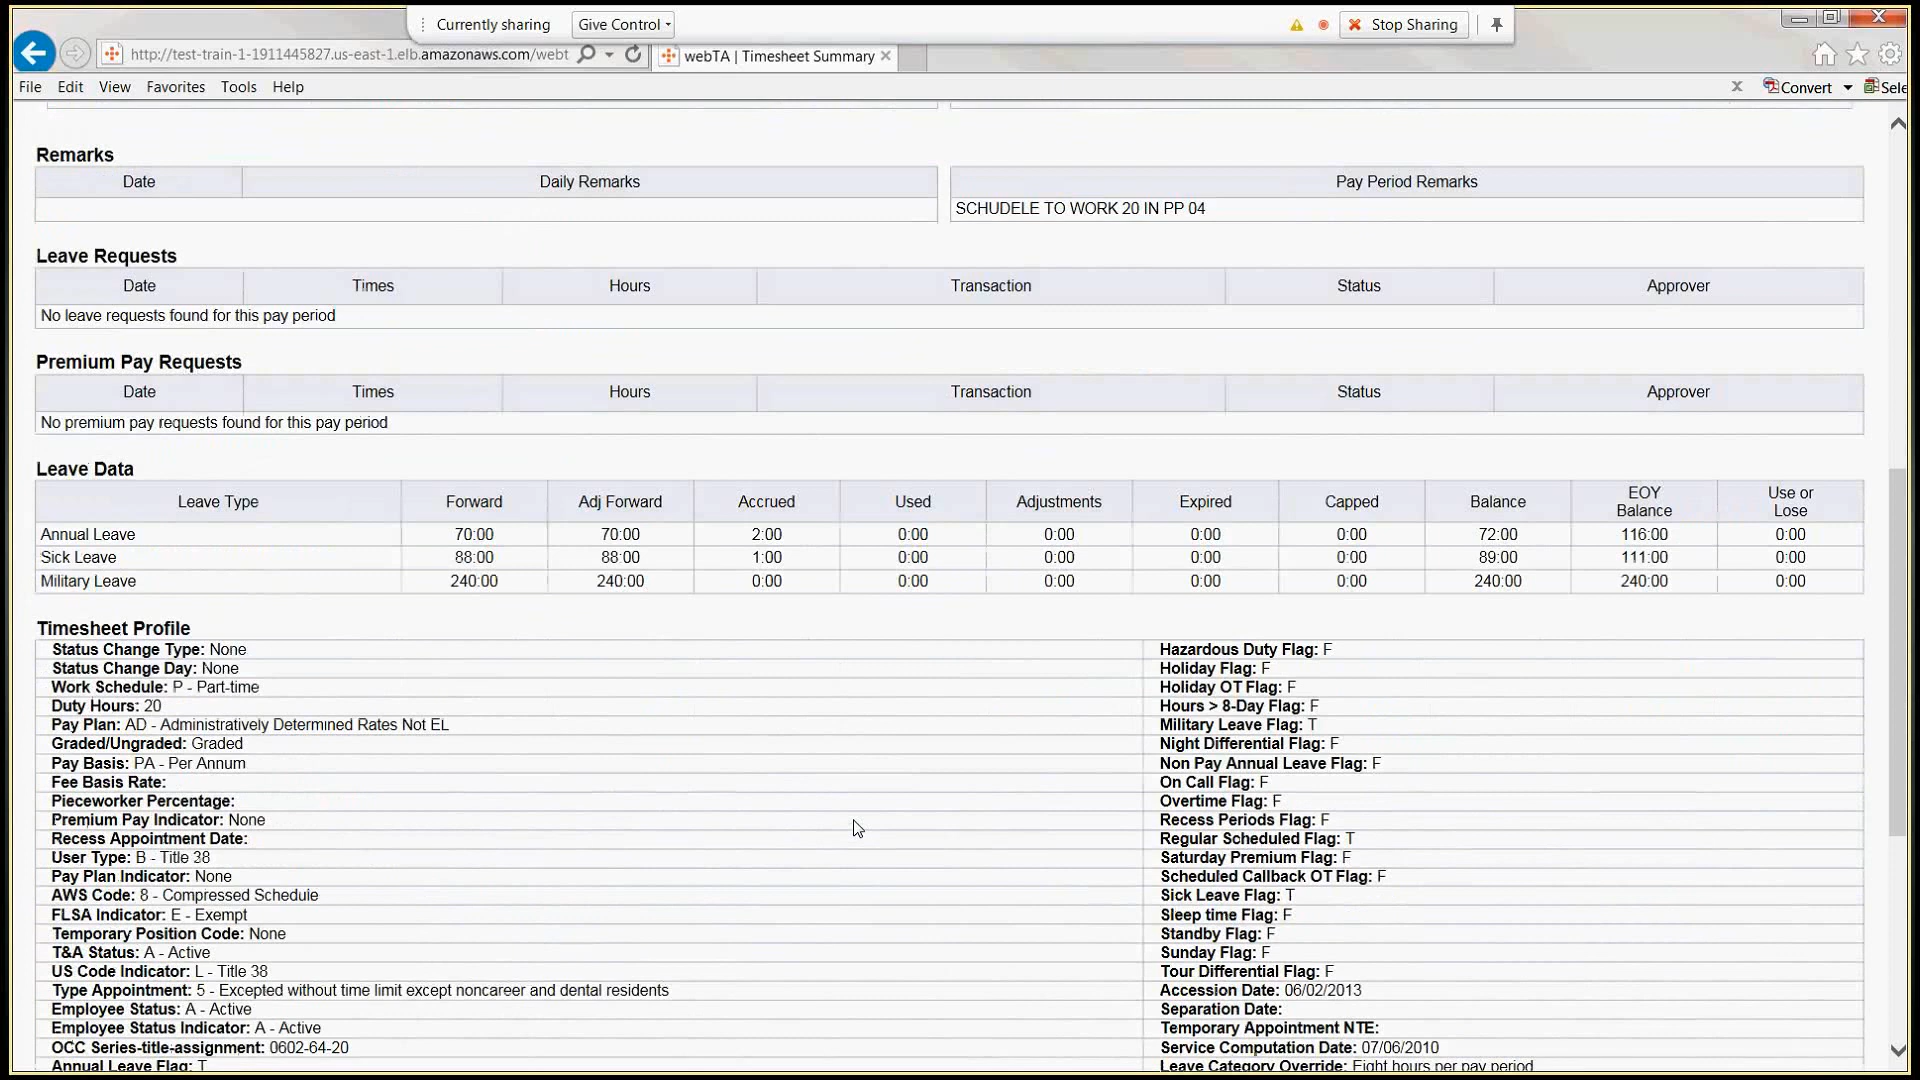 Currently sharing Give Control Stop Sharing
http://test-train-1-1911445827.us-east-1.elb.amazonaws.com/webt webTA | Timesheet Summary
File Edit View Favorites Tools Help x Convert Sele
Remarks
Date Daily Remarks Pay Period Remarks
SCHUDELE TO WORK 20 IN PP 04
Leave Requests
Date Times Hours Transaction Status Approver
No leave requests found for this pay period
Premium Pay Requests
Date Times Hours Transaction Status Approver
No premium pay requests found for this pay period
Leave Data
Leave Type Forward Adj Forward Accrued Used Adjustments Expired Capped Balance EOY Balance Use or Lose
Annual Leave 70:00 70:00 2:00 0:00 0:00 0:00 0:00 72:00 116:00 0:00
Sick Leave 88:00 88:00 1:00 0:00 0:00 0:00 0:00 89:00 111:00 0:00
Military Leave 240:00 240:00 0:00 0:00 0:00 0:00 0:00 240:00 240:00 0:00
Timesheet Profile
Status Change Type: None Hazardous Duty Flag: F
Status Change Day: None Holiday Flag: F
Work Schedule: P - Part-time Holiday OT Flag: F
Duty Hours: 20 Hours > 8-Day Flag: F
Pay Plan: AD - Administratively Determined Rates Not EL Military Leave Flag: T
Graded/Ungraded: Graded Night Differential Flag: F
Pay Basis: PA - Per Annum Non Pay Annual Leave Flag: F
Fee Basis Rate: On Call Flag: F
Pieceworker Percentage: Overtime Flag: F
Premium Pay Indicator: None Recess Periods Flag: F
Recess Appointment Date: Regular Scheduled Flag: T
User Type: B - Title 38 Saturday Premium Flag: F
Pay Plan Indicator: None Scheduled Callback OT Flag: F
AWS Code: 8 - Compressed Schedule Sick Leave Flag: T
FLSA Indicator: E - Exempt Sleep time Flag: F
Temporary Position Code: None Standby Flag: F
T&A Status: A - Active Sunday Flag: F
US Code Indicator: L - Title 38 Tour Differential Flag: F
Type Appointment: 5 - Excepted without time limit except noncareer and dental residents Accession Date: 06/02/2013
Employee Status: A - Active Separation Date:
Employee Status Indicator: A - Active Temporary Appointment NTE:
OCC Series-title-assignment: 0602-64-20 Service Computation Date: 07/06/2010
Annual Leave Flag: T Leave Category Override: Eight hours per pay period